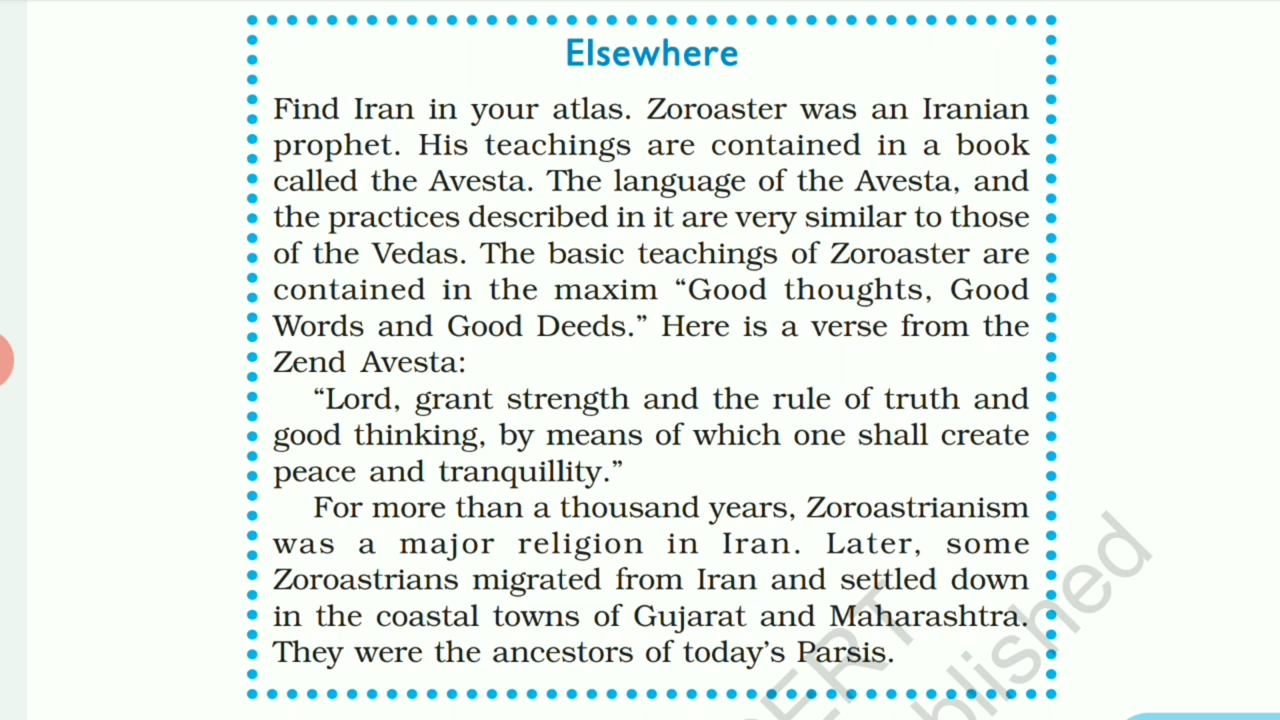 Elsewhere
Find Iran in your atlas. Zoroaster was an Iranian
prophet. His teachings are contained in a book
called the Avesta. The language of the Avesta, and
the practices described in it are very similar to those
of the Vedas. The basic teachings of Zoroaster are
contained in the maxim “Good thoughts, Good
Words and Good Deeds.” Here is a verse from the
Zend Avesta:
“Lord, grant strength and the rule of truth and
good thinking, by means of which one shall create
peace and tranquillity.”
For more than a thousand years, Zoroastrianism
was a major religion in Iran. Later, some
Zoroastrians migrated from Iran and settled down
in the coastal towns of Gujarat and Maharashtra.
They were the ancestors of today’s Parsis.